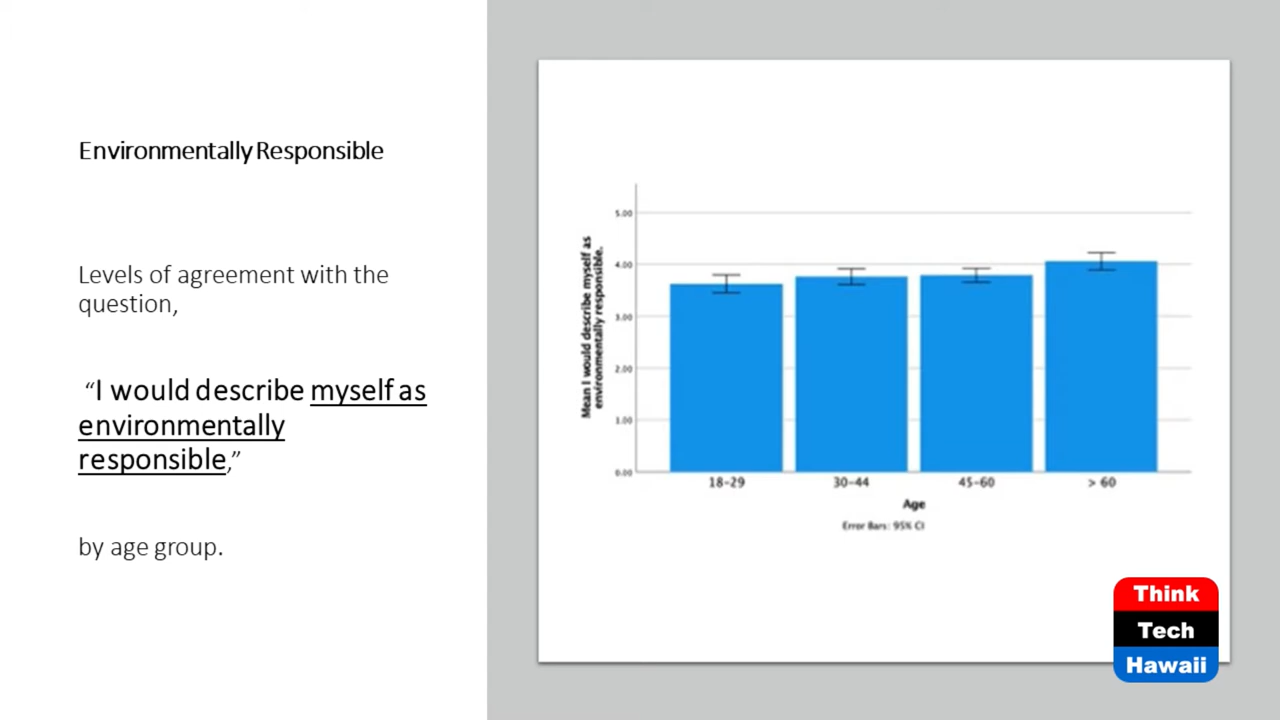 Environmentally Responsible
Levels of agreement with the
question,
“I would describe myself as
environmentally
responsible,”
by age group.
Mean I would describe myself as
environmentally responsible.
5.00
4.00
3.00
2.00
1.00
0.00
18-29
30-44
45-60
> 60
Age
Error Bars: 95% CI
Think
Tech
Hawaii